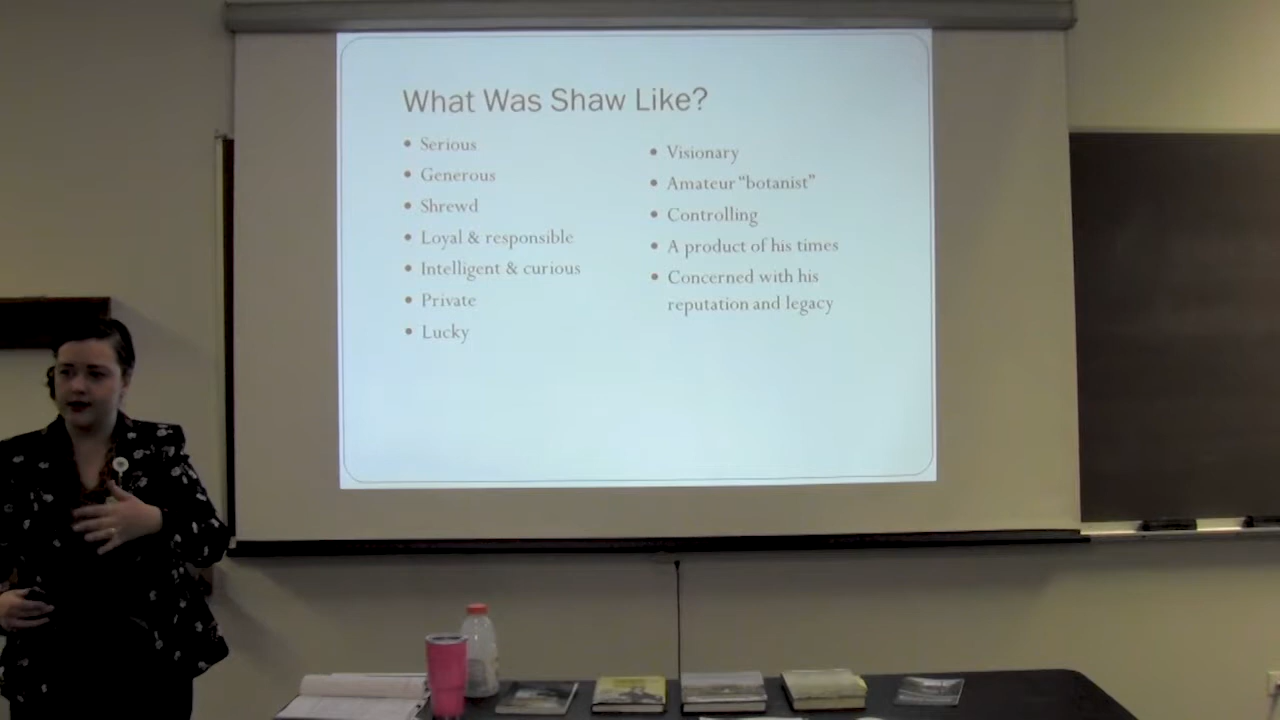 What Was Shaw Like?
• Serious
• Generous
• Shrewd
• Loyal & responsible
• Intelligent & curious
• Private
• Lucky
• Visionary
• Amateur “botanist”
• Controlling
• A product of his times
• Concerned with his
reputation and legacy